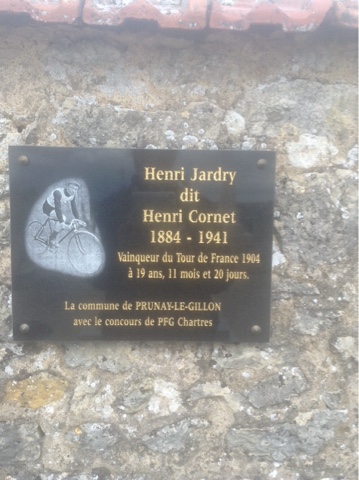 Henri Jardry
dit
Henri Cornet
1884 - 1941
Vainqueur du Tour de France 1904
à 19 ans, 11 mois et 20 jours.
La commune de PRUNAY-LE-GILLON
avec le concours de PFG Chartres